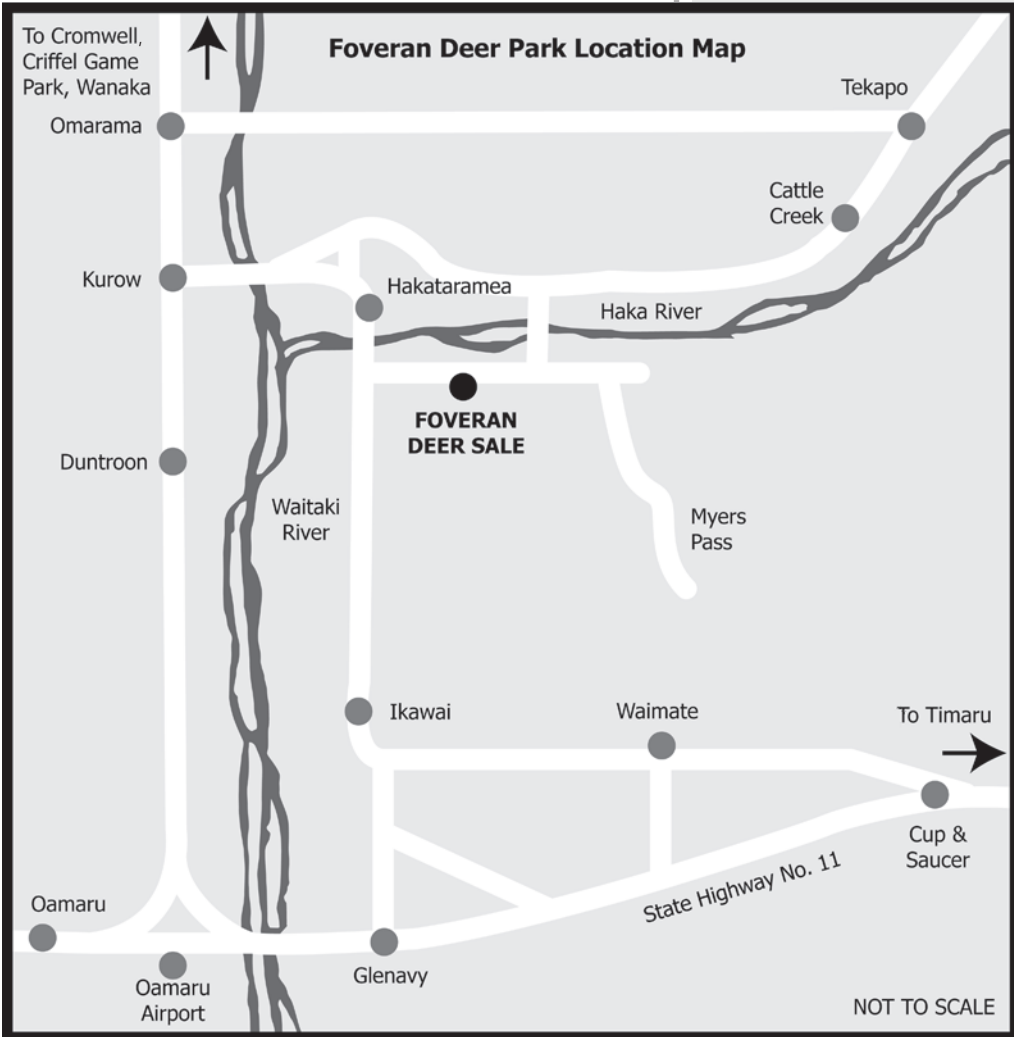 To Cromwell,
Criffel Game
Park, Wanaka
Foveran Deer Park Location Map
Tekapo
Omarama
Cattle
Creek
Kurow
Hakataramea
Haka River
FOVERAN
DEER SALE
Duntroon
Waitaki
River
Myers
Pass
Ikawai
Waimate
To Timaru
Cup &
Saucer
State Highway No. 11
Oamaru
Glenavy
Oamaru
Airport
NOT TO SCALE